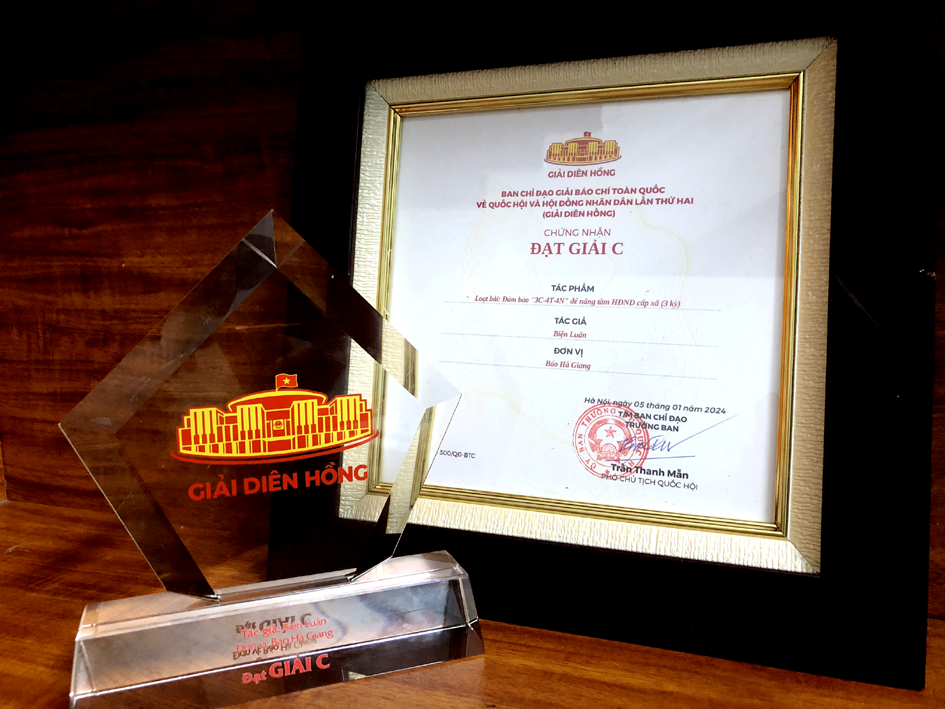 GIẢI DIÊN HỒNG
BAN CHỈ ĐẠO GIẢI BÁO CHÍ TOÀN QUỐC
VỀ QUỐC HỘI VÀ HỘI ĐỒNG NHÂN DÂN LẦN THỨ HAI
(GIẢI DIÊN HỒNG)
CHỨNG NHẬN
ĐẠT GIẢI C
TÁC PHẨM
Loạt bài: Đảm bảo "3C-4T-4N" để nâng tầm HĐND cấp xã (3 kỳ)
TÁC GIẢ
Biện Luân
ĐƠN VỊ
Báo Hà Giang
Hà Nội, ngày 05 tháng 01 năm 2024
T/M BAN CHỈ ĐẠO
TRƯỞNG BAN
300/QĐ-BTC
Trần Thanh Mẫn
PHÓ CHỦ TỊCH QUỐC HỘI
GIẢI DIÊN HỒNG
Tác giả: Biện Luân
Đơn vị: Báo Hà Giang
Đạt GIẢI C